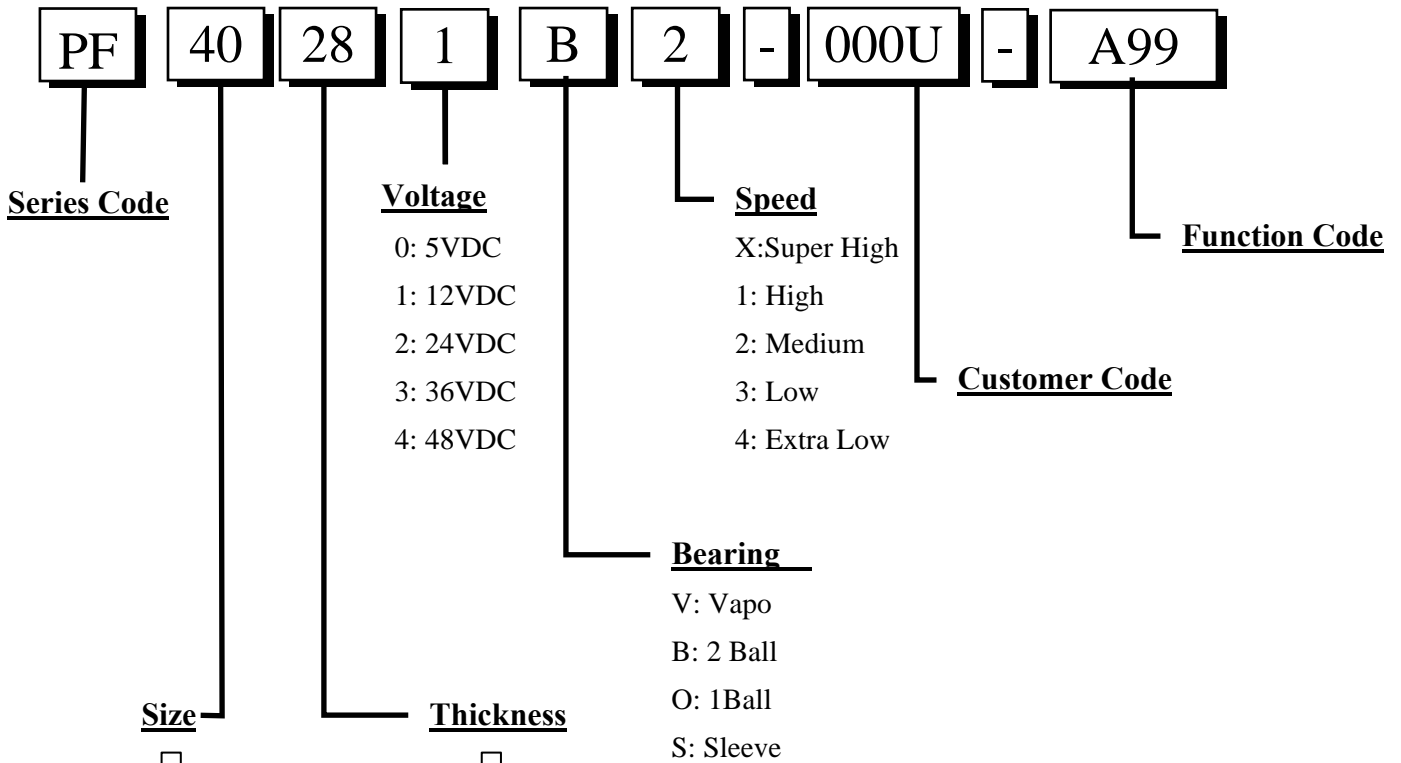 PF 40 28 1 B 2 - 000U - A99
Series Code
Voltage
0: 5VDC
1: 12VDC
2: 24VDC
3: 36VDC
4: 48VDC
Speed
X:Super High
1: High
2: Medium
3: Low
4: Extra Low
Function Code
Customer Code
Bearing
V: Vapo
B: 2 Ball
O: 1Ball
S: Sleeve
Size
Thickness